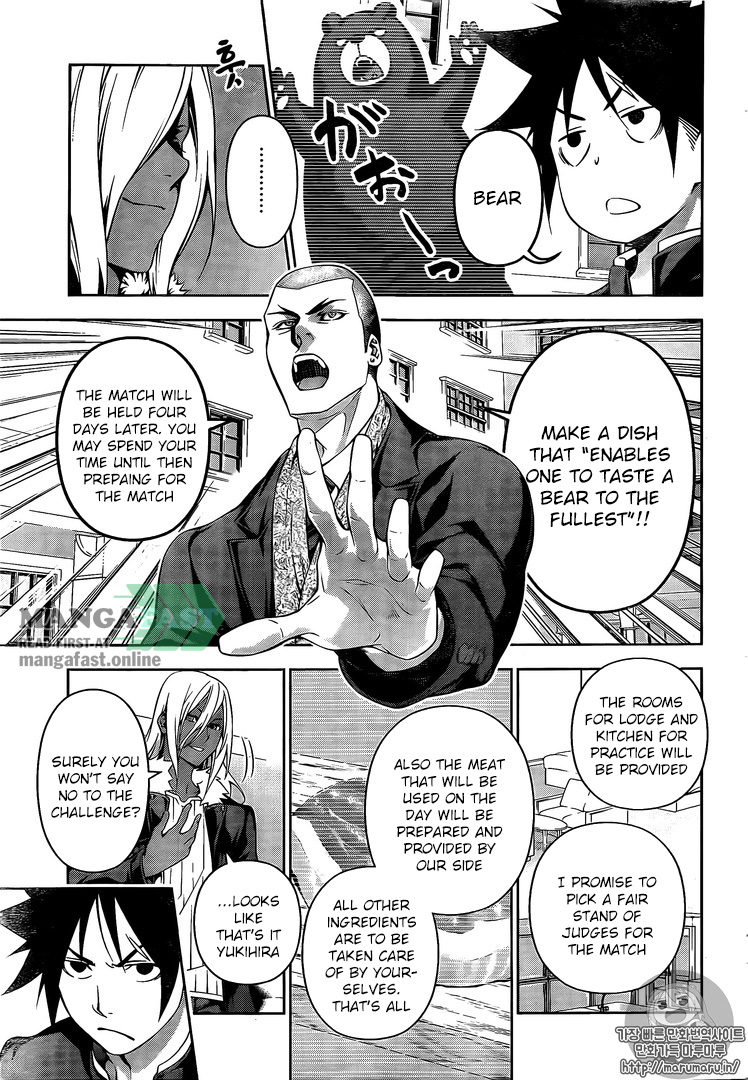 BEAR
がおーっ
.........
흣
MAKE A DISH
THAT "ENABLES
ONE TO TASTE A
BEAR TO THE
FULLEST"!!
THE MATCH WILL
BE HELD FOUR
DAYS LATER. YOU
MAY SPEND YOUR
TIME UNTIL THEN
PREPAING FOR
THE MATCH
MANGAFAST
READ FIRST AT
mangafast.online
THE ROOMS
FOR LODGE AND
KITCHEN FOR
PRACTICE WILL
BE PROVIDED
I PROMISE TO
PICK A FAIR
STAND OF
JUDGES FOR
THE MATCH
ALSO THE MEAT
THAT WILL BE
USED ON THE
DAY WILL BE
PREPARED AND
PROVIDED BY
OUR SIDE
ALL OTHER
INGREDIENTS
ARE TO BE
TAKEN CARE
OF BY YOUR-
SELVES.
THAT'S ALL
SURELY YOU
WON'T SAY
NO TO THE
CHALLENGE?
...LOOKS
LIKE
THAT'S IT
YUKIHIRA
가장 빠른 만화번역사이트
만화가득 마루마루
http://marumaru.in/